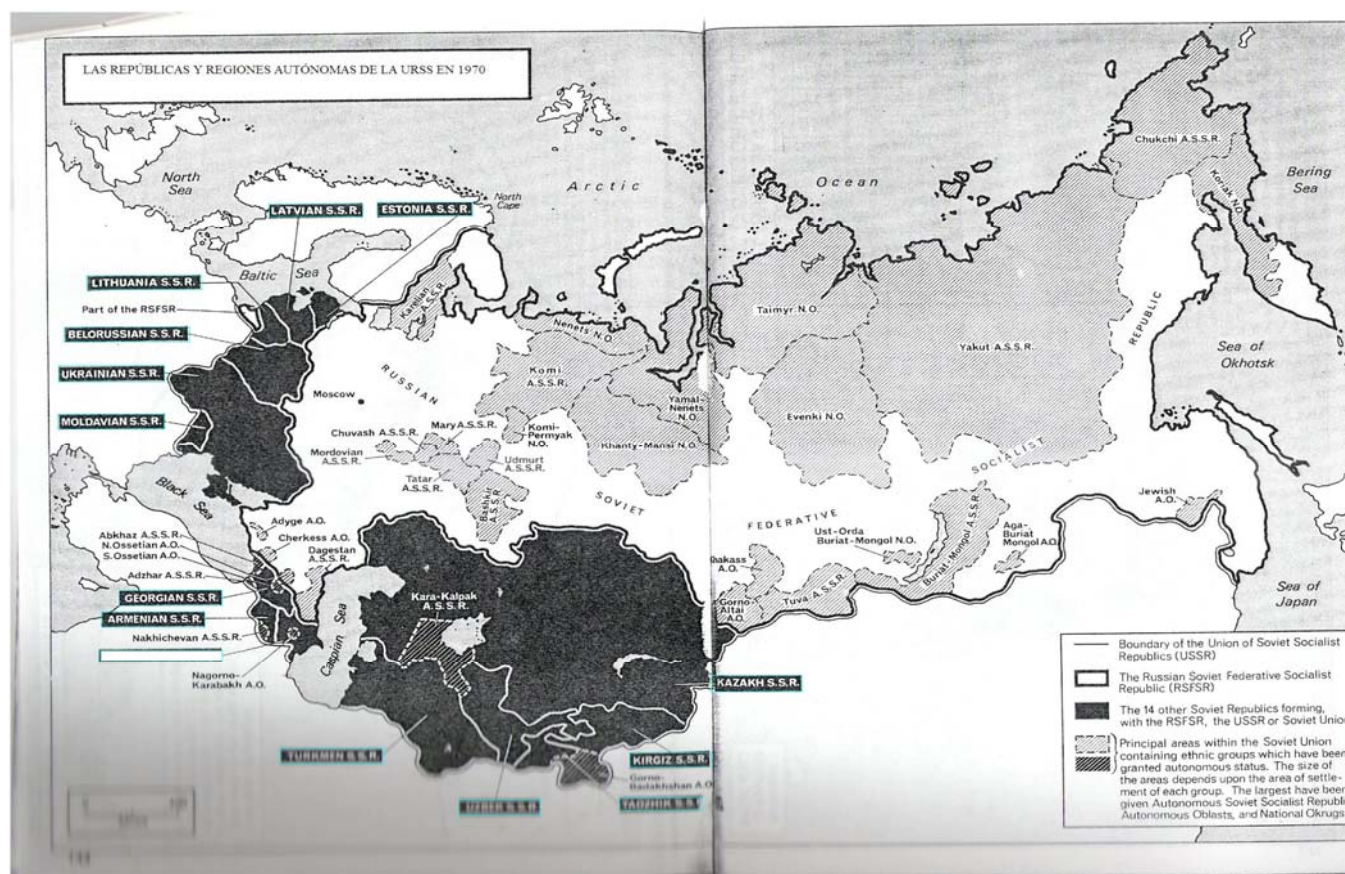 LAS REPÚBLICAS Y REGIONES AUTÓNOMAS DE LA URSS EN 1970
North
Sea
Arctic
Ocean
Bering
Sea
North
Cape
Chukchi A.S.S.R.
Koriak N.O.
LATVIAN S.S.R.
ESTONIA S.S.R.
Baltic Sea
LITHUANIA S.S.R.
Part of the RSFSR
BELORUSSIAN S.S.R.
UKRAINIAN S.S.R.
MOLDAVIAN S.S.R.
Karelian
A.S.S.R.
Nenets N.O.
Taimyr N.O.
Yakut A.S.S.R.
REPUBLIC
Sea of
Okhotsk
RUSSIAN
Komi
A.S.S.R.
Moscow
Yamal-
Nenets
N.O.
Evenki N.O.
Chuvash A.S.S.R.
Mary A.S.S.R.
Komi-
Permyak
N.O.
Khanty-Mansi N.O.
Mordovian
A.S.S.R.
Udmurt
A.S.S.R.
Tatar
A.S.S.R.
Bashkir
A.S.S.R.
SOCIALIST
Black Sea
SOVIET
FEDERATIVE
Jewish
A.O.
Adyge A.O.
Abkhaz A.S.S.R.
Cherkess A.O.
N.Ossetian A.O.
S.Ossetian A.O.
Dagestan
A.S.S.R.
Adzhar A.S.S.R.
GEORGIAN S.S.R.
ARMENIAN S.S.R.
Nakhichevan A.S.S.R.
Nagorno-
Karabakh A.O.
Caspian Sea
Kara-Kalpak
A.S.S.R.
Ust-Orda
Buriat-Mongol N.O.
Buriat-Mongol A.S.S.R.
Aga-
Buriat
Mongol A.O.
Khakass
A.O.
Gorno-
Altai
A.O.
Tuva A.S.S.R.
Sea of
Japan
KAZAKH S.S.R.
TURKMEN S.S.R.
KIRGIZ S.S.R.
Gorno-
Badakhshan A.O.
UZBEK S.S.R.
TADZHIK S.S.
Boundary of the Union of Soviet Socialist
Republics (USSR)
The Russian Soviet Federative Socialist
Republic (RSFSR)
The 14 other Soviet Republics forming,
with the RSFSR, the USSR or Soviet Union
Principal areas within the Soviet Union
containing ethnic groups which have been
granted autonomous status. The size of
the areas depends upon the area of settle-
ment of each group. The largest have been
given Autonomous Soviet Socialist Republi
Autonomous Oblasts, and National Okrugs